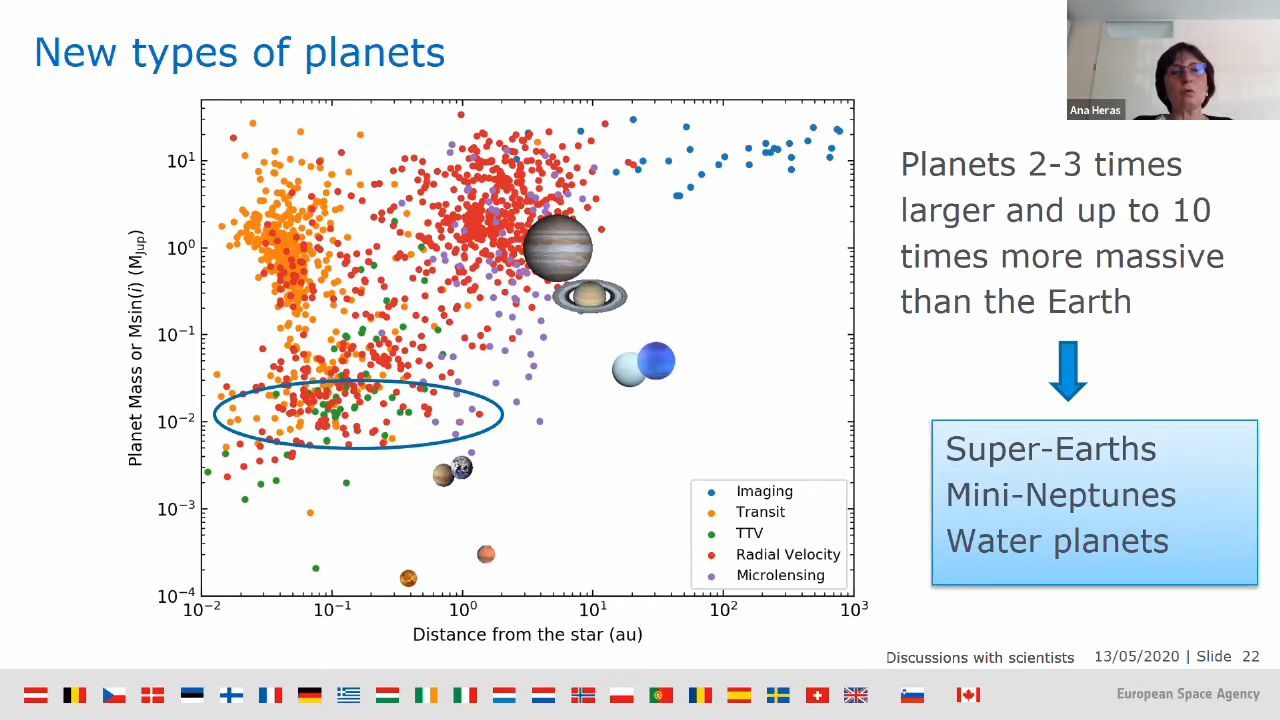 New types of planets
Ana Heras
Planet Mass or Msin(i) (MJup)
10¹
10⁰
10⁻¹
10⁻²
10⁻³
10⁻⁴
10⁻² 10⁻¹ 10⁰ 10¹ 10² 10³
Distance from the star (au)
Imaging
Transit
TTV
Radial Velocity
Microlensing
Planets 2-3 times
larger and up to 10
times more massive
than the Earth
Super-Earths
Mini-Neptunes
Water planets
Discussions with scientists 13/05/2020 | Slide 22
European Space Agency